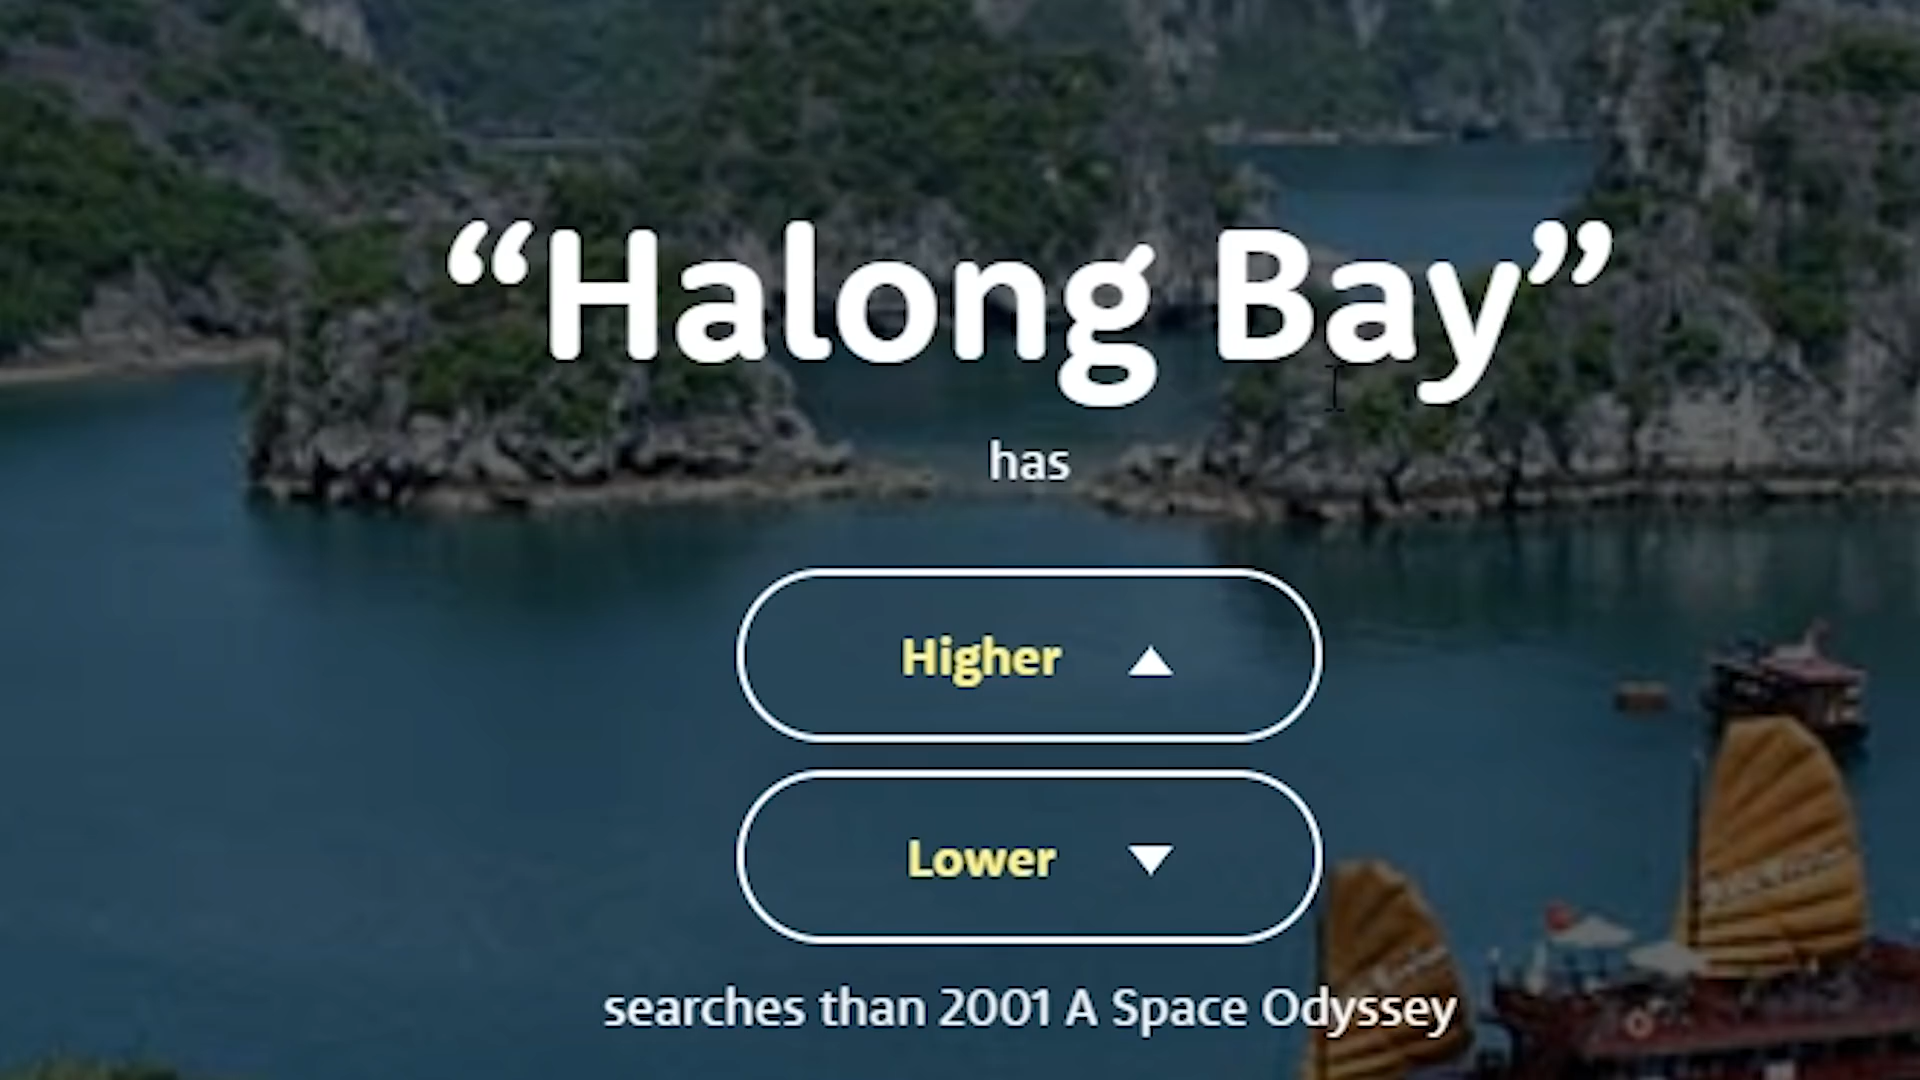 “Halong Bay”
has
Higher
Lower
searches than 2001 A Space Odyssey